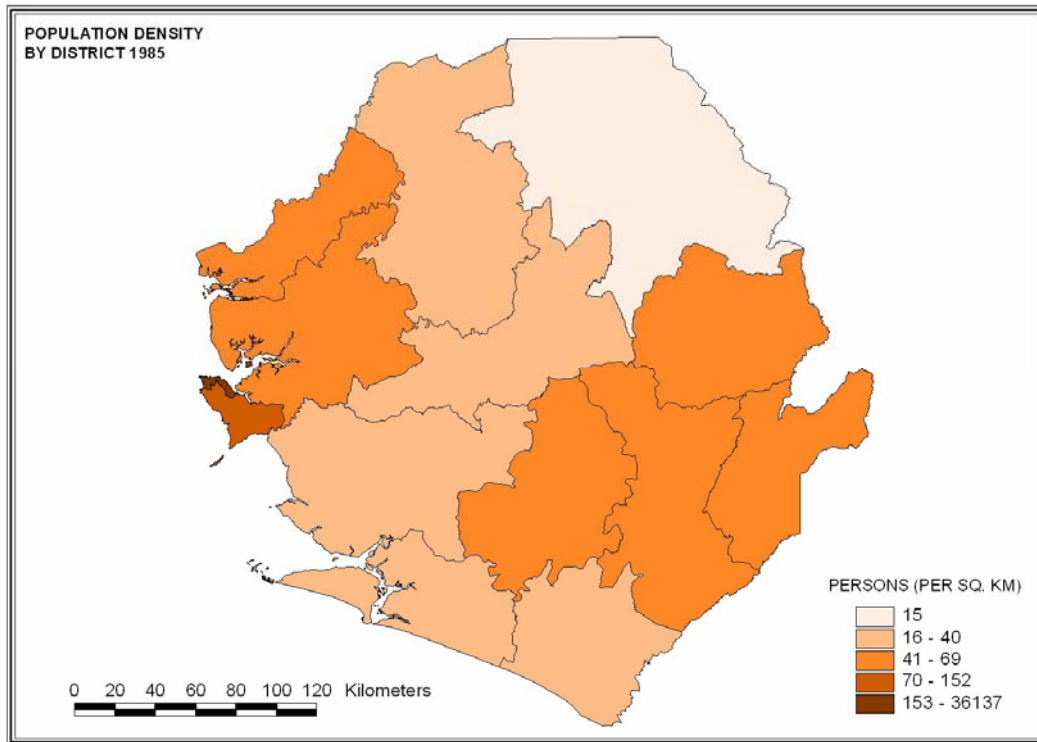 POPULATION DENSITY
BY DISTRICT 1985
PERSONS (PER SQ. KM)
15
16 - 40
41 - 69
70 - 152
153 - 36137
0 20 40 60 80 100 120 Kilometers